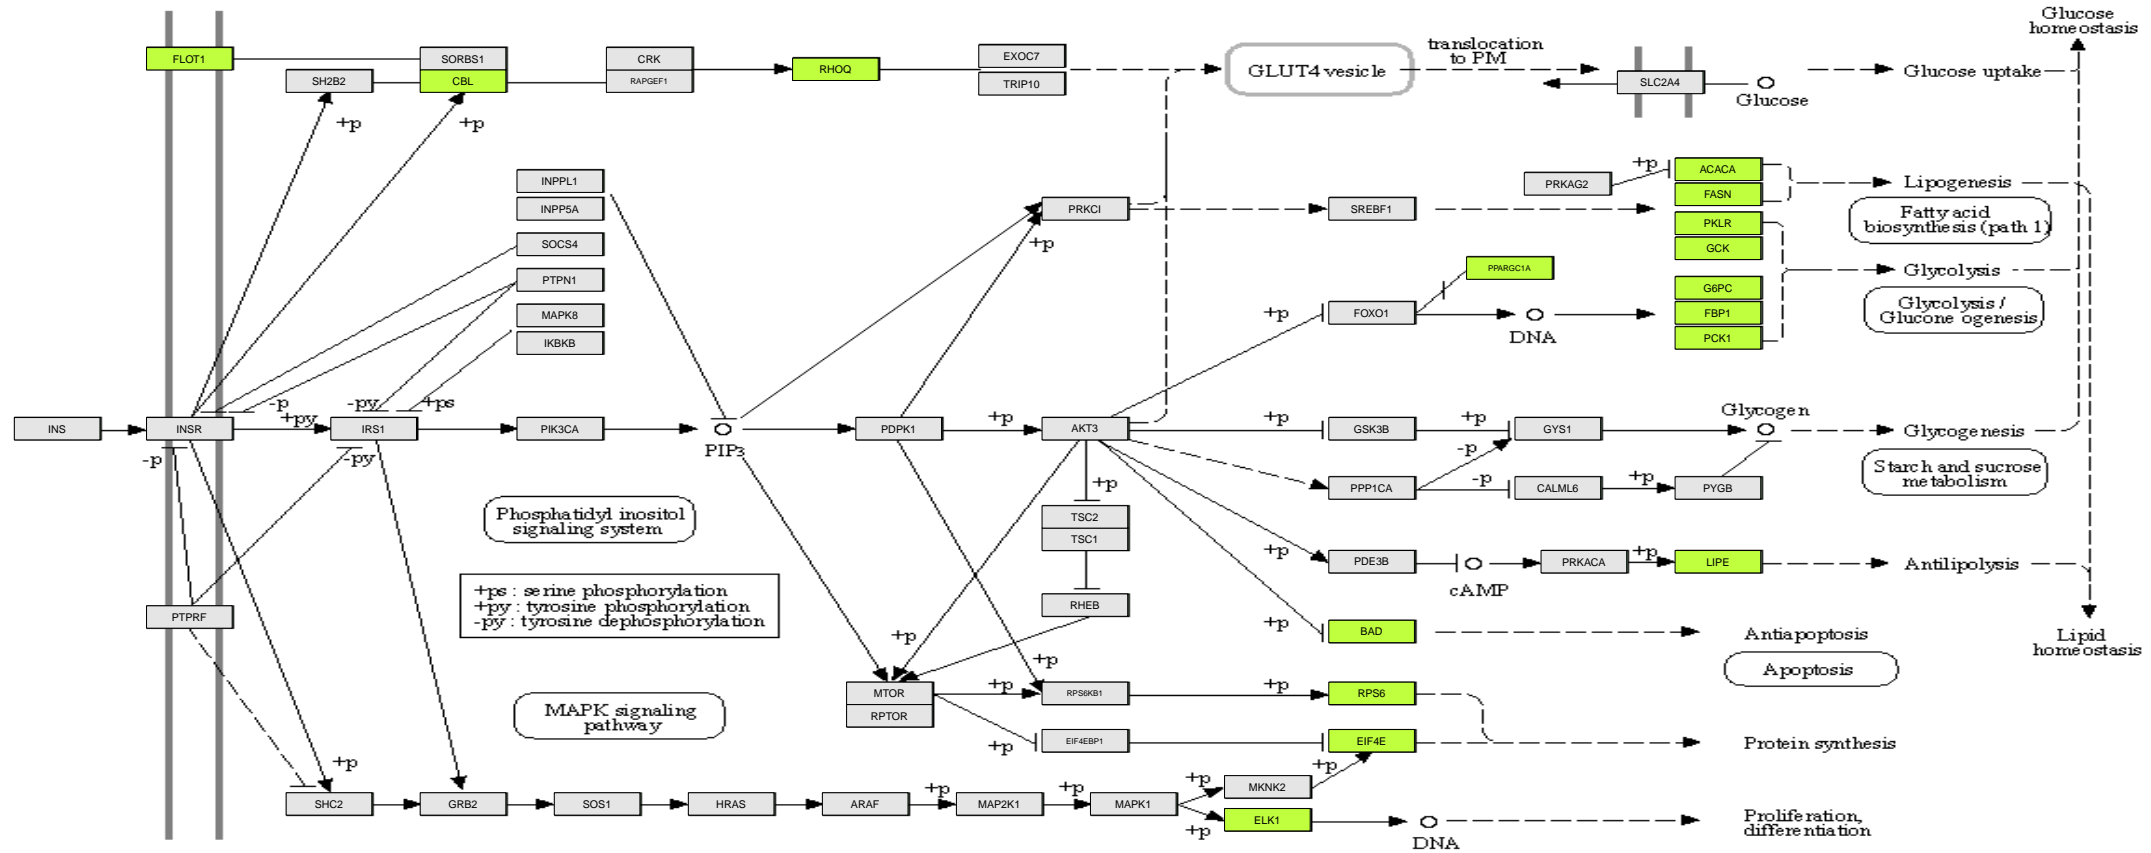 Glucose
homeostasis
FLOT1
SORBS1
CRK
EXOC7
translocation
to PM
SH2B2
CBL
RAPGEF1
RHOQ
TRIP10
GLUT4 vesicle
SLC2A4
Glucose
Glucose uptake
+p
+p
INPPL1
INPP5A
SOCS4
PTPN1
MAPK8
IKBKB
PRKCI
+p
SREBF1
PRKAG2
+p
ACACA
FASN
PKLR
GCK
G6PC
FBP1
PCK1
Lipogenesis
Fatty acid
biosynthesis (path 1)
Glycolysis
Glycolysis /
Gluconeogenesis
PPARGC1A
+p
FOXO1
DNA
INS
INSR
-p
+py
-py
+ps
IRS1
PIK3CA
PIP3
PDPK1
+p
AKT3
+p
GSK3B
+p
-p
GYS1
Glycogen
Glycogenesis
Starch and sucrose
metabolism
-p
-py
PPP1CA
-p
CALML6
+p
PYGB
Phosphatidyl inositol
signaling system
+p
TSC2
TSC1
+p
PDE3B
cAMP
PRKACA
+p
LIPE
Antilipolysis
+ps : serine phosphorylation
+py : tyrosine phosphorylation
-py : tyrosine dephosphorylation
PTPRF
RHEB
+p
+p
BAD
Antiapoptosis
Apoptosis
Lipid
homeostasis
+p
MTOR
RPTOR
+p
RPS6KB1
+p
RPS6
MAPK signaling
pathway
+p
EIF4EBP1
EIF4E
Protein synthesis
+p
SHC2
GRB2
SOS1
HRAS
ARAF
+p
MAP2K1
+p
MAPK1
+p
MKNK2
+p
+p
ELK1
DNA
Proliferation,
differentiation